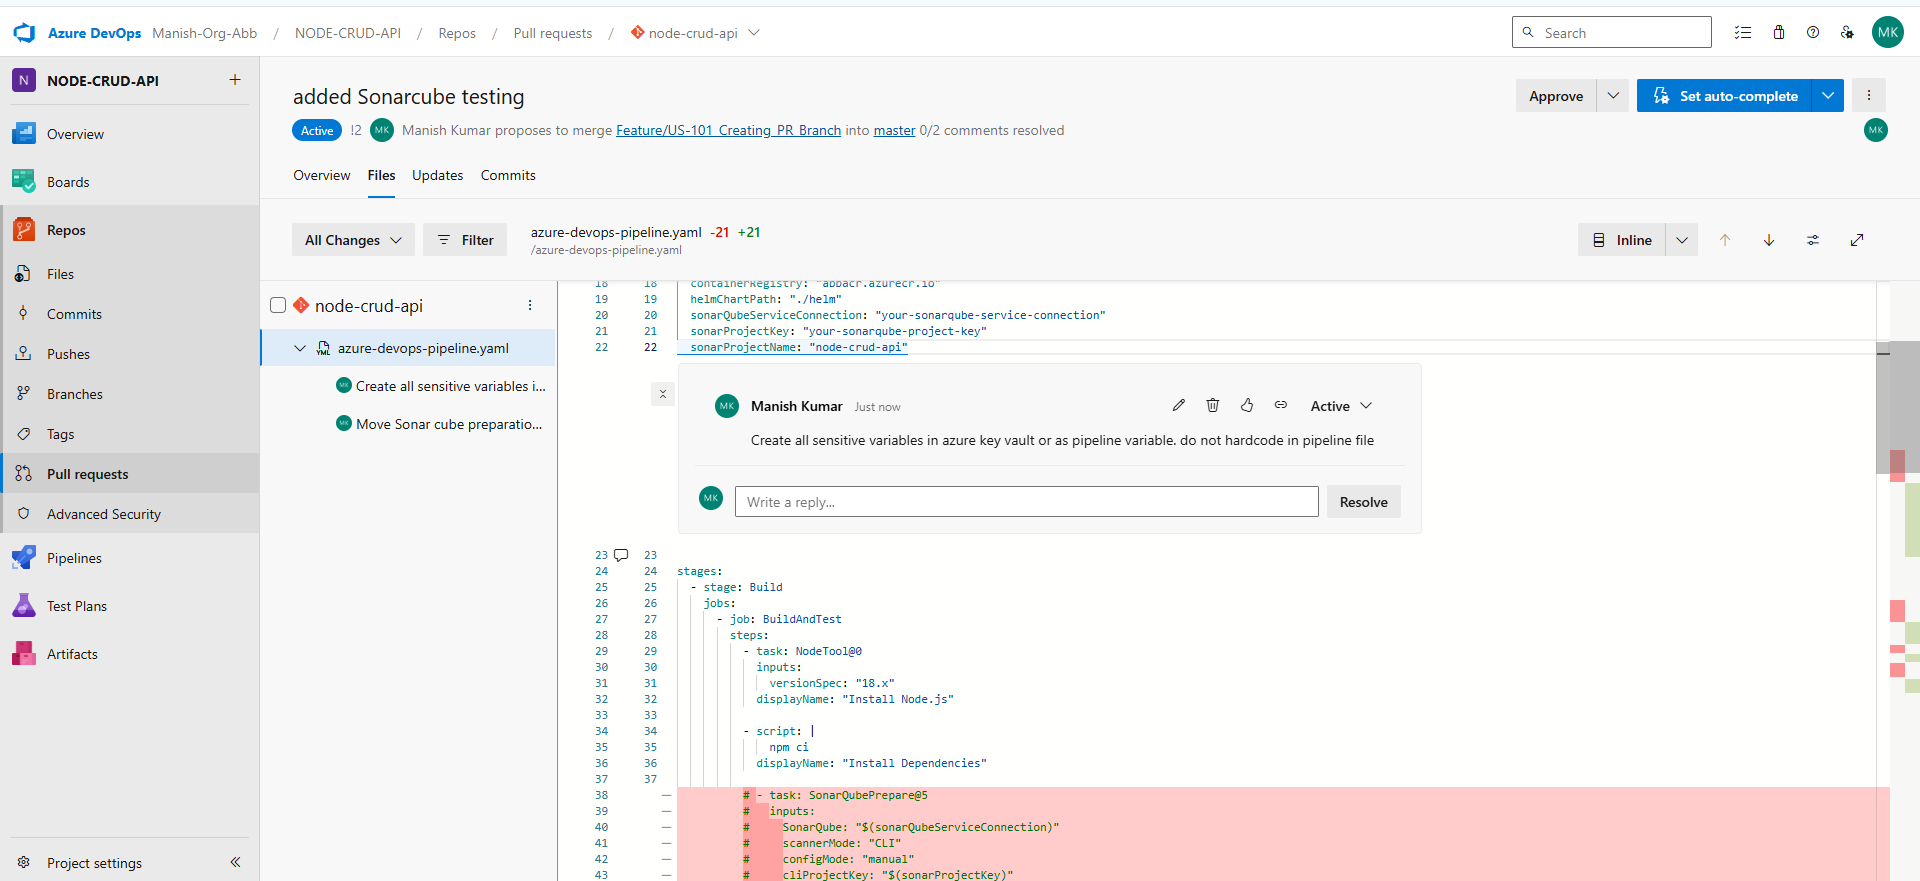 Azure DevOps Manish-Org-Abb / NODE-CRUD-API / Repos / Pull requests / node-crud-api
Search
MK
N NODE-CRUD-API +
Overview
Boards
Repos
Files
Commits
Pushes
Branches
Tags
Pull requests
Advanced Security
Pipelines
Test Plans
Artifacts
Project settings
added Sonarcube testing
Approve
Set auto-complete
Active !2 MK Manish Kumar proposes to merge Feature/US-101_Creating_PR_Branch into master 0/2 comments resolved
MK
Overview Files Updates Commits
All Changes
Filter
azure-devops-pipeline.yaml -21 +21
/azure-devops-pipeline.yaml
Inline
node-crud-api
YML azure-devops-pipeline.yaml
MK Create all sensitive variables i...
MK Move Sonar cube preparatio...
18 18 containerRegistry: "abbacr.azurecr.io"
19 19 helmChartPath: "./helm"
20 20 sonarQubeServiceConnection: "your-sonarqube-service-connection"
21 21 sonarProjectKey: "your-sonarqube-project-key"
22 22 sonarProjectName: "node-crud-api"
MK Manish Kumar Just now
Active
Create all sensitive variables in azure key vault or as pipeline variable. do not hardcode in pipeline file
MK Write a reply...
Resolve
23 23
24 24 stages:
25 25 - stage: Build
26 26 jobs:
27 27 - job: BuildAndTest
28 28 steps:
29 29 - task: NodeTool@0
30 30 inputs:
31 31 versionSpec: "18.x"
32 32 displayName: "Install Node.js"
33 33
34 34 - script: |
35 35 npm ci
36 36 displayName: "Install Dependencies"
37 37
38 — # - task: SonarQubePrepare@5
39 — # inputs:
40 — # SonarQube: "$(sonarQubeServiceConnection)"
41 — # scannerMode: "CLI"
42 — # configMode: "manual"
43 — # cliProjectKey: "$(sonarProjectKey)"